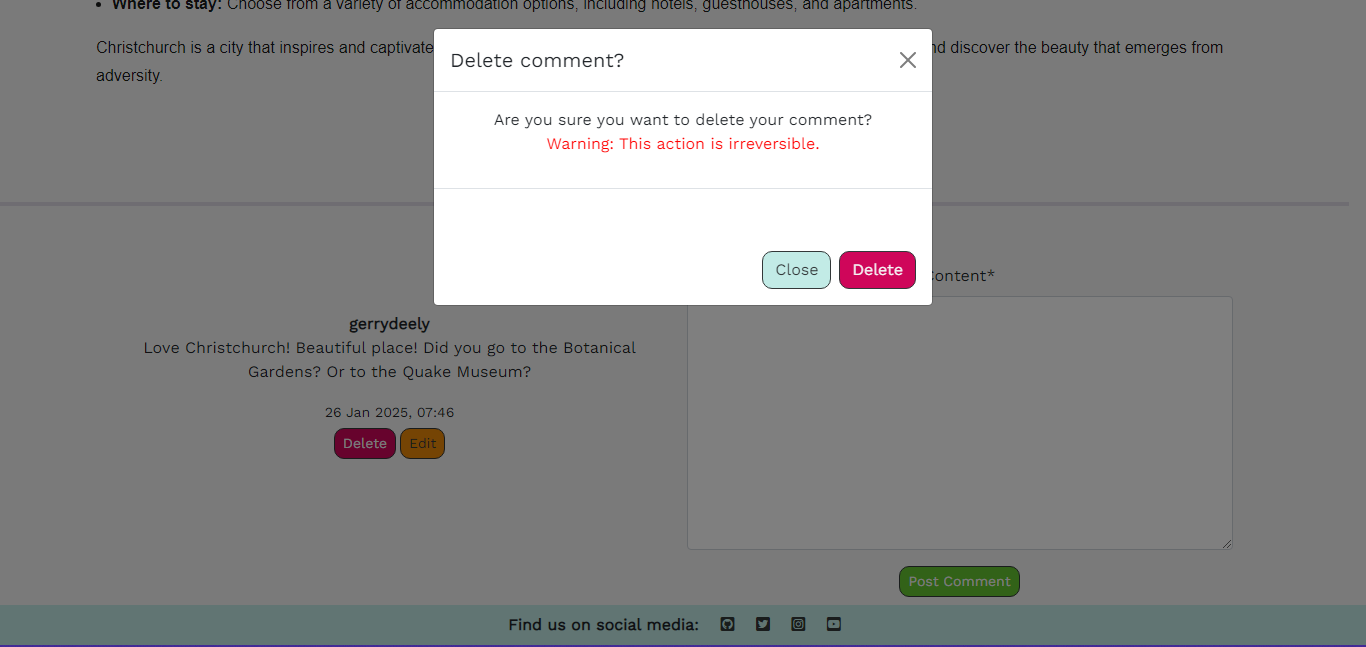 • Where to stay: Choose from a variety of accommodation options, including hotels, guesthouses, and apartments.
Christchurch is a city that inspires and captivate
nd discover the beauty that emerges from
adversity.
Delete comment?
Are you sure you want to delete your comment?
Warning: This action is irreversible.
Close
Delete
Content*
gerrydeely
Love Christchurch! Beautiful place! Did you go to the Botanical
Gardens? Or to the Quake Museum?
26 Jan 2025, 07:46
Delete
Edit
Post Comment
Find us on social media: